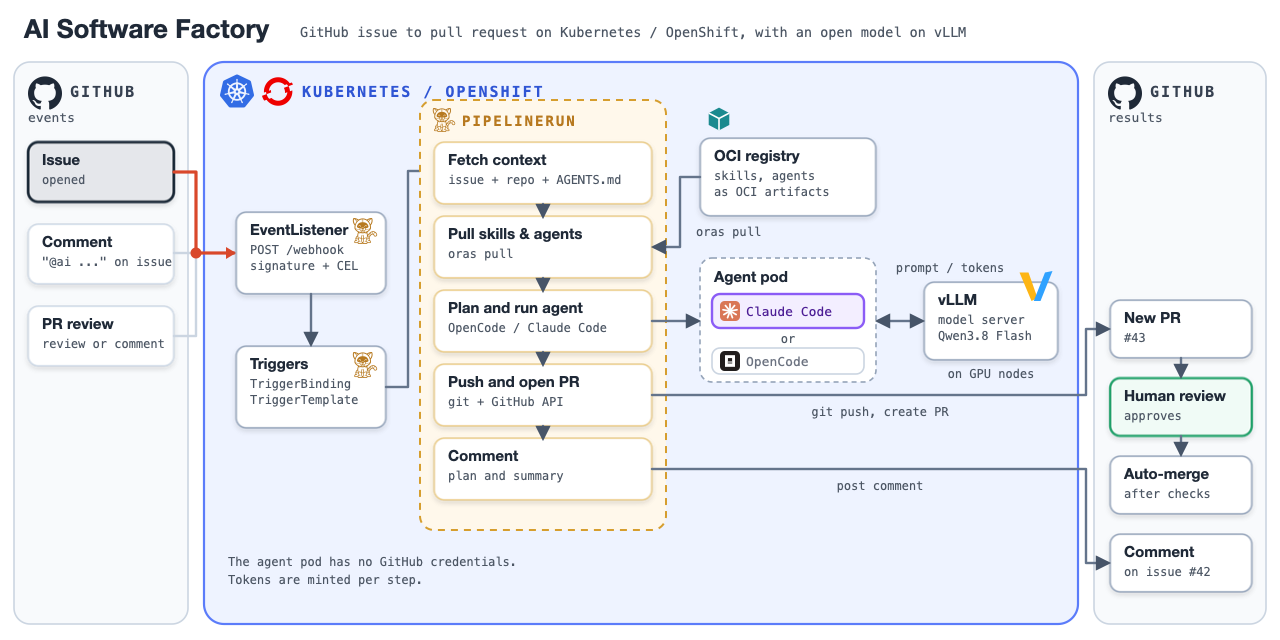 AI Software Factory
GitHub issue to pull request on Kubernetes / OpenShift, with an open model on vLLM
GITHUB
events
Issue
opened
Comment
"@ai ..." on issue
PR review
review or comment
KUBERNETES / OPENSHIFT
EventListener
POST /webhook
signature + CEL
Triggers
TriggerBinding
TriggerTemplate
PIPELINERUN
Fetch context
issue + repo + AGENTS.md
Pull skills & agents
oras pull
Plan and run agent
OpenCode / Claude Code
Push and open PR
git + GitHub API
Comment
plan and summary
OCI registry
skills, agents
as OCI artifacts
oras pull
Agent pod
Claude Code
or
OpenCode
prompt / tokens
vLLM
model server
Qwen3.8 Flash
on GPU nodes
git push, create PR
post comment
The agent pod has no GitHub credentials.
Tokens are minted per step.
GITHUB
results
New PR
#43
Human review
approves
Auto-merge
after checks
Comment
on issue #42